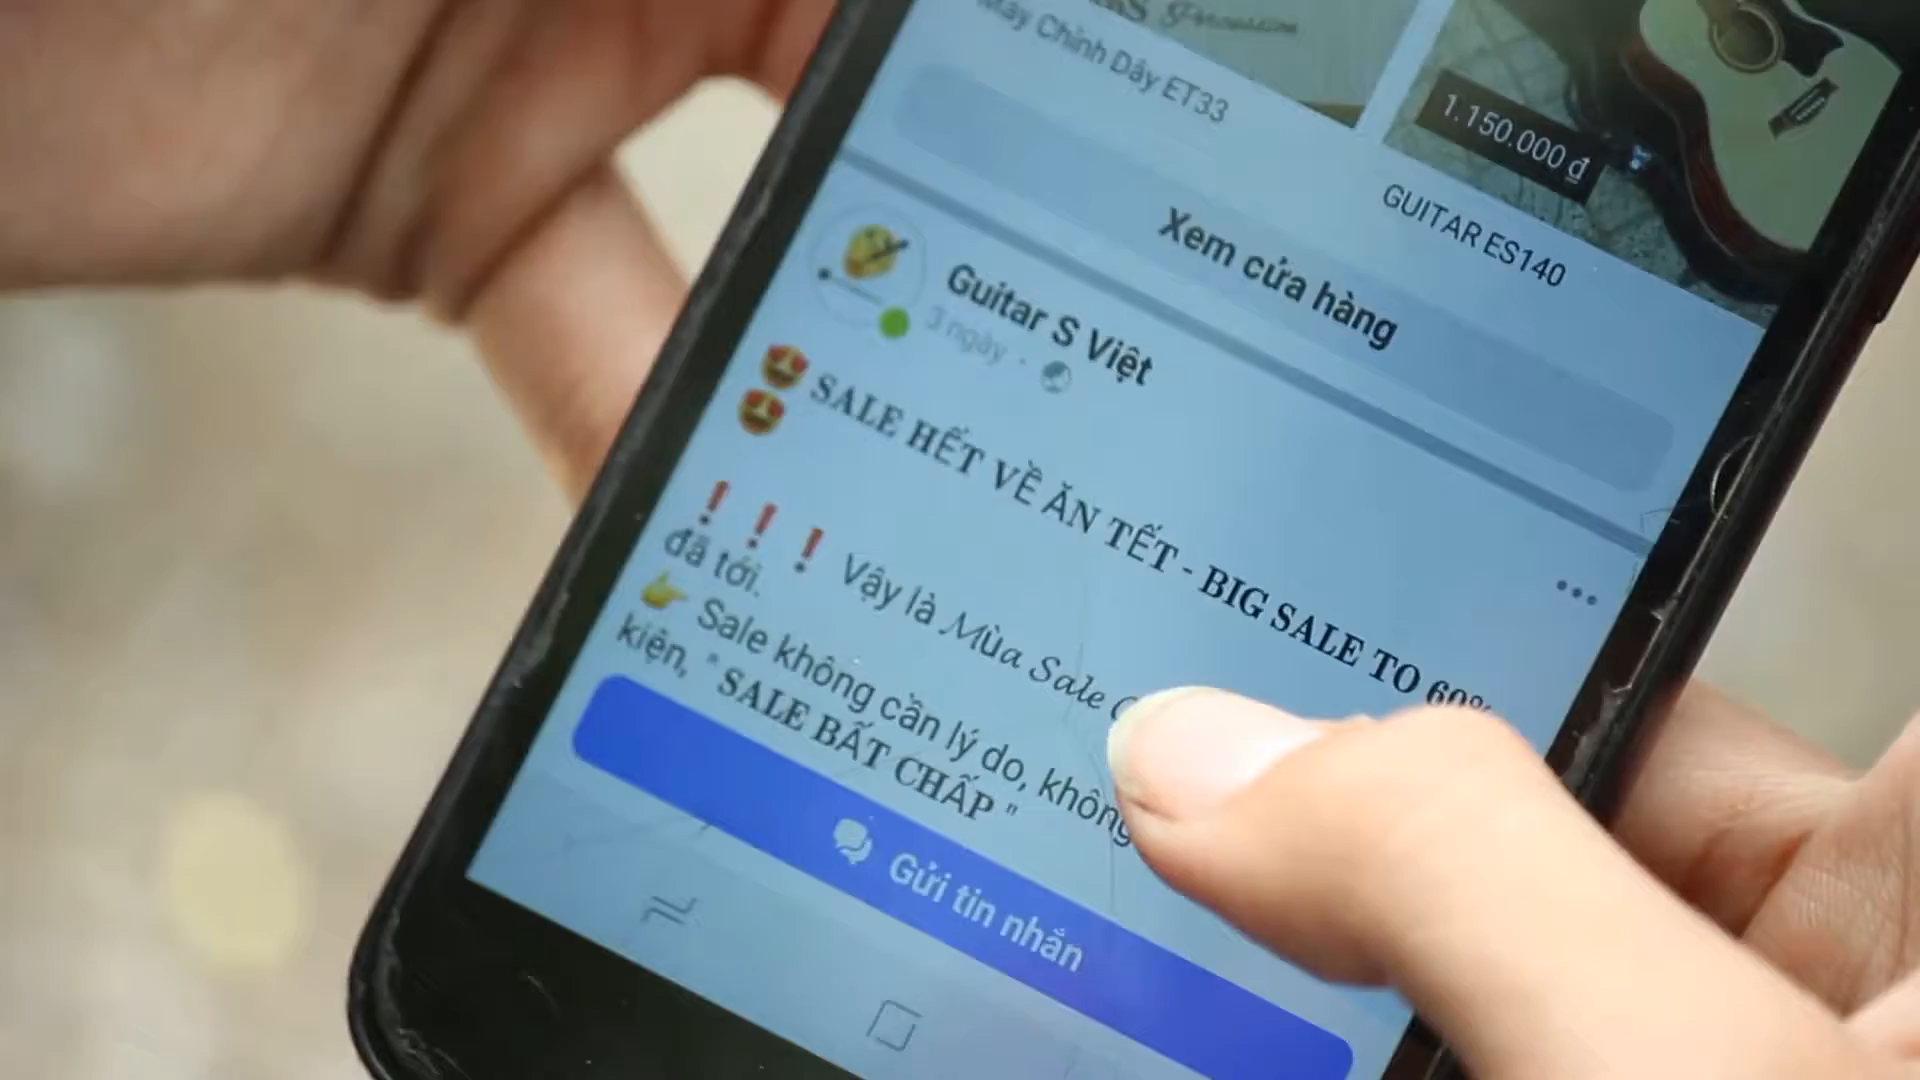 Máy Chỉnh Dây ET33
1.150.000 ₫
GUITAR ES140
Xem cửa hàng
Guitar S Việt
3 ngày
SALE HẾT VỀ ĂN TẾT - BIG SALE TO 60%
❗❗❗ Vậy là Mùa Sale
đã tới.
👉 Sale không cần lý do, không
kiện, " SALE BẤT CHẤP "
Gửi tin nhắn